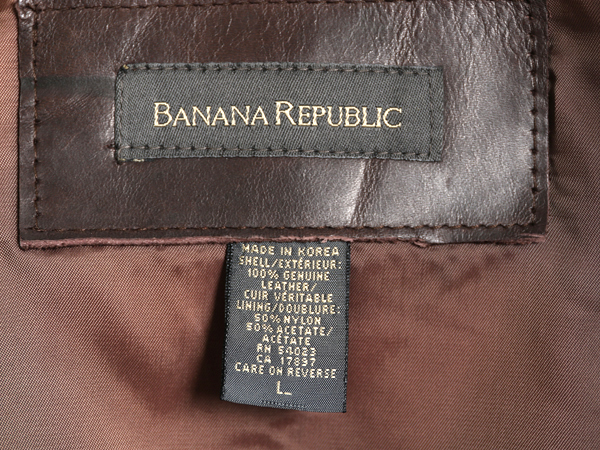 BANANA REPUBLIC
MADE IN KOREA
SHELL/EXTÉRIEUR:
100% GENUINE
LEATHER/
CUIR VÉRITABLE
LINING/DOUBLURE:
50% NYLON
50% ACETATE/
ACÉTATE
RN 54023
CA 17897
CARE ON REVERSE
L